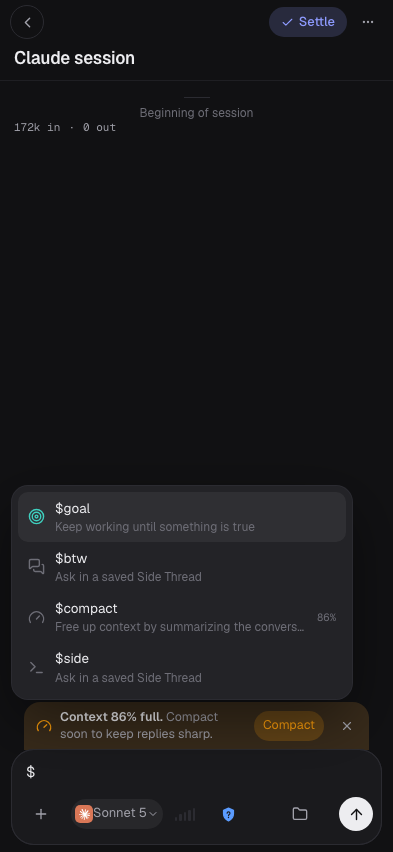 Settle
Claude session
Beginning of session
172k in · 0 out
$goal
Keep working until something is true
$btw
Ask in a saved Side Thread
$compact
Free up context by summarizing the convers… 86%
$side
Ask in a saved Side Thread
Context 86% full. Compact
soon to keep replies sharp.
Compact
$
Sonnet 5